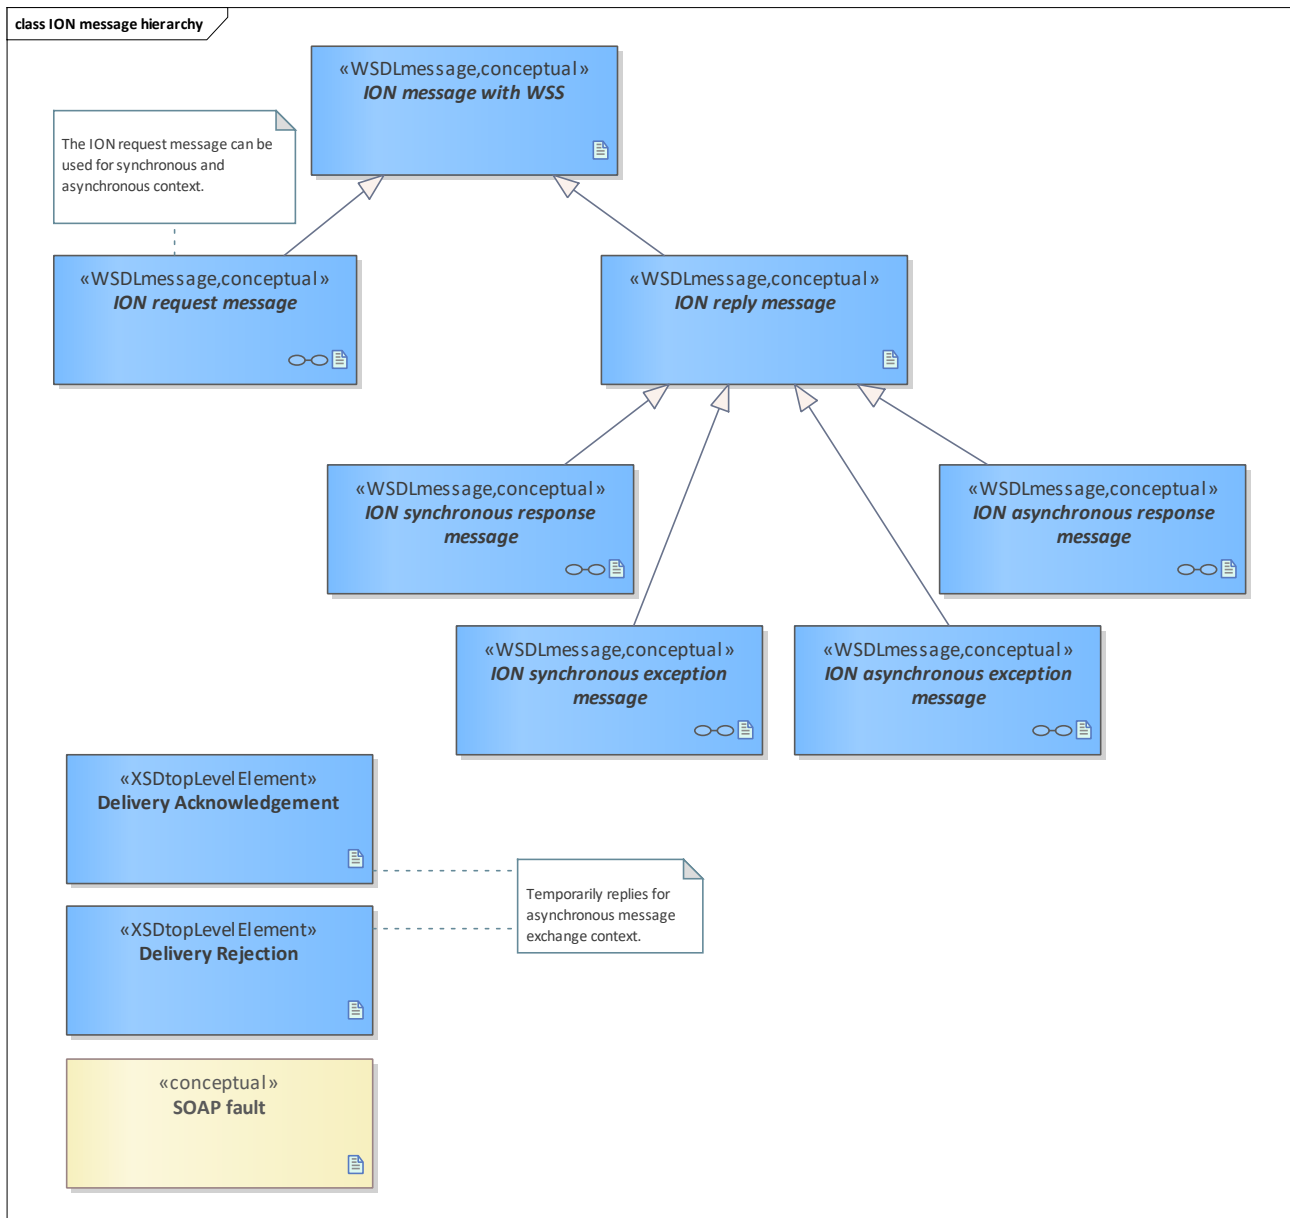 class ION message hierarchy
«WSDLmessage,conceptual»
ION message with WSS
The ION request message can be
used for synchronous and
asynchronous context.
«WSDLmessage,conceptual»
ION request message
«WSDLmessage,conceptual»
ION reply message
«WSDLmessage,conceptual»
ION synchronous response
message
«WSDLmessage,conceptual»
ION asynchronous response
message
«WSDLmessage,conceptual»
ION synchronous exception
message
«WSDLmessage,conceptual»
ION asynchronous exception
message
«XSDtopLevelElement»
Delivery Acknowledgement
Temporarily replies for
asynchronous message
exchange context.
«XSDtopLevelElement»
Delivery Rejection
«conceptual»
SOAP fault